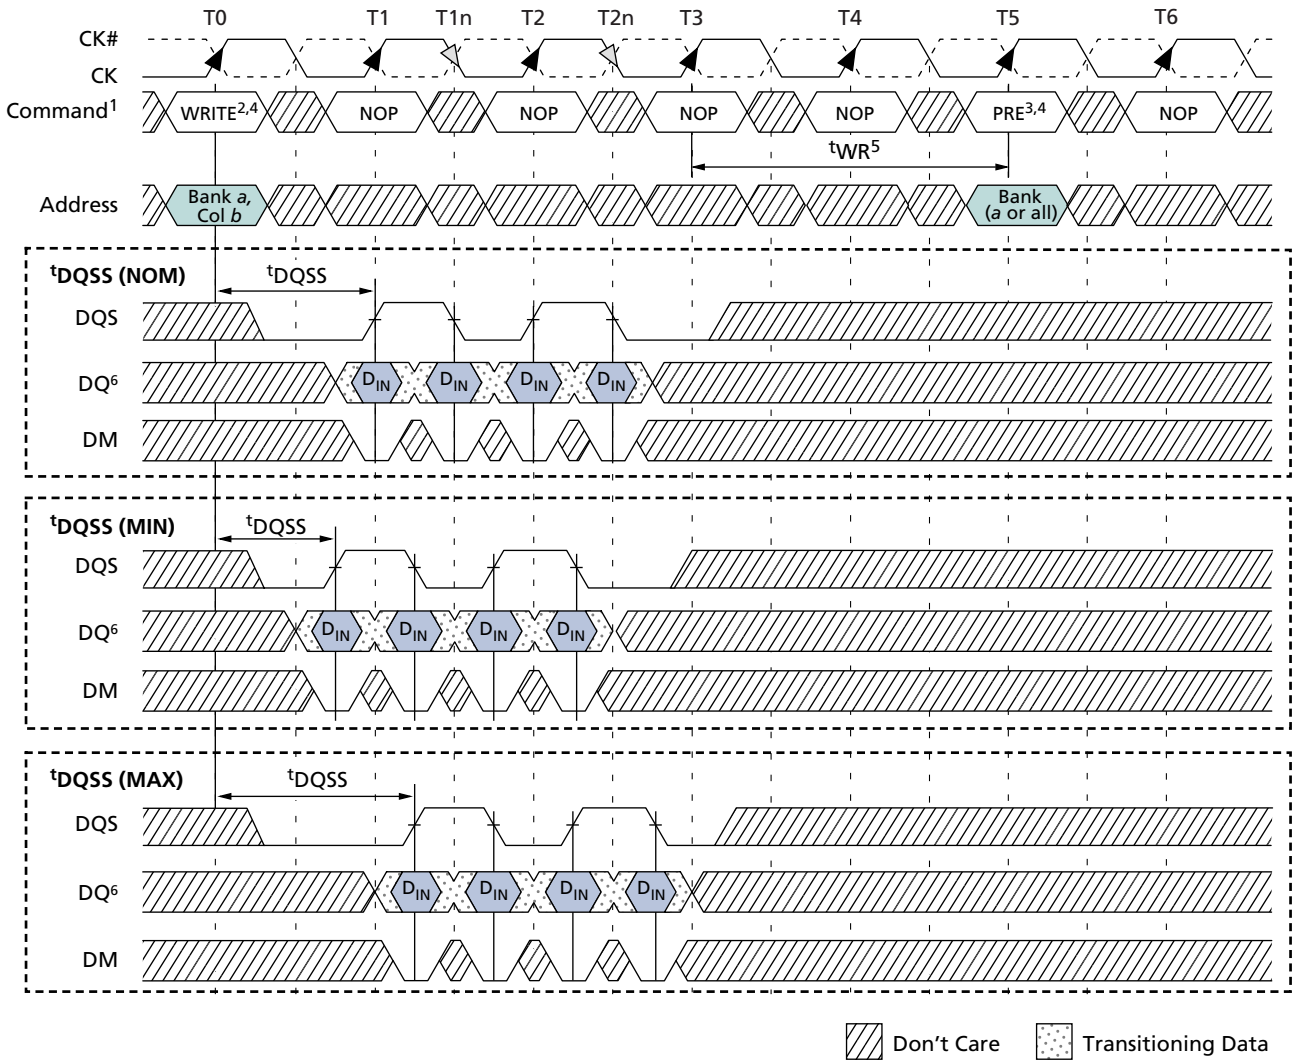 T0 T1 T1n T2 T2n T3 T4 T5 T6
CK#
CK
Command1 WRITE2,4 NOP NOP NOP NOP PRE3,4 NOP
tWR5
Address Bank a, Col b Bank (a or all)
tDQSS (NOM) tDQSS
DQS
DQ6 DIN DIN DIN DIN
DM
tDQSS (MIN) tDQSS
DQS
DQ6 DIN DIN DIN DIN
DM
tDQSS (MAX) tDQSS
DQS
DQ6 DIN DIN DIN DIN
DM
Don't Care Transitioning Data